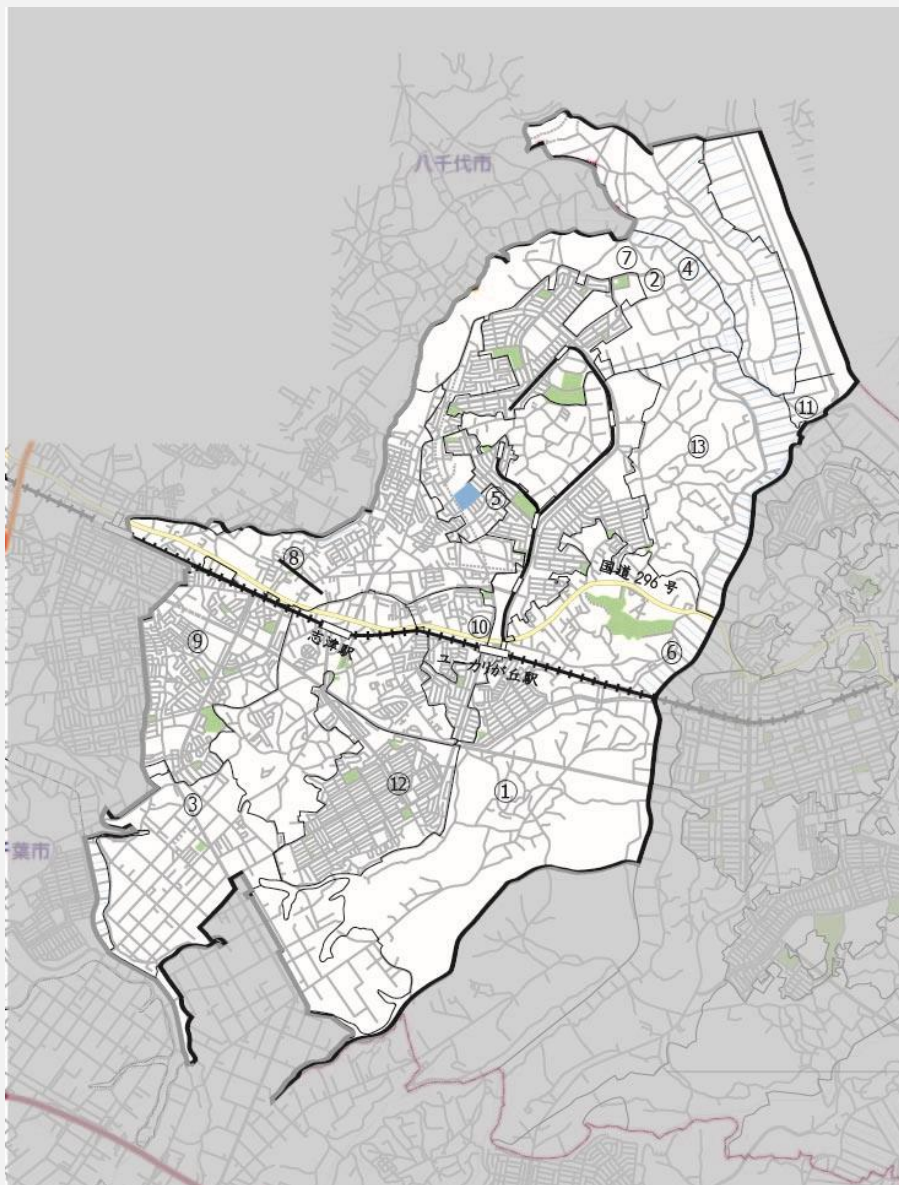 八千代市
⑦
②
④
⑪
⑬
⑤
国道 296 号
⑧
⑩
⑥
志津駅
ユーカリが丘駅
⑨
⑫
①
③
葉市